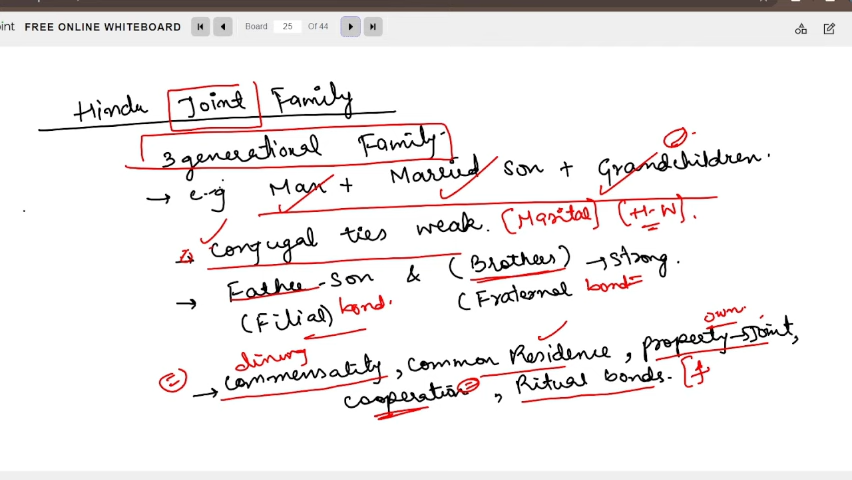 int FREE ONLINE WHITEBOARD Board 25 Of 44
Hindu Joint Family
3 generational Family
→ e.g Man + Married son + Grandchildren.
→ Conjugal ties weak. [Marital] (H-W).
→ Father-Son & (Brothers) → strong.
(Filial) bond. (Fraternal bond
dining own
→ commensality, Common Residence, property → Joint,
cooperation, Ritual bonds. [f